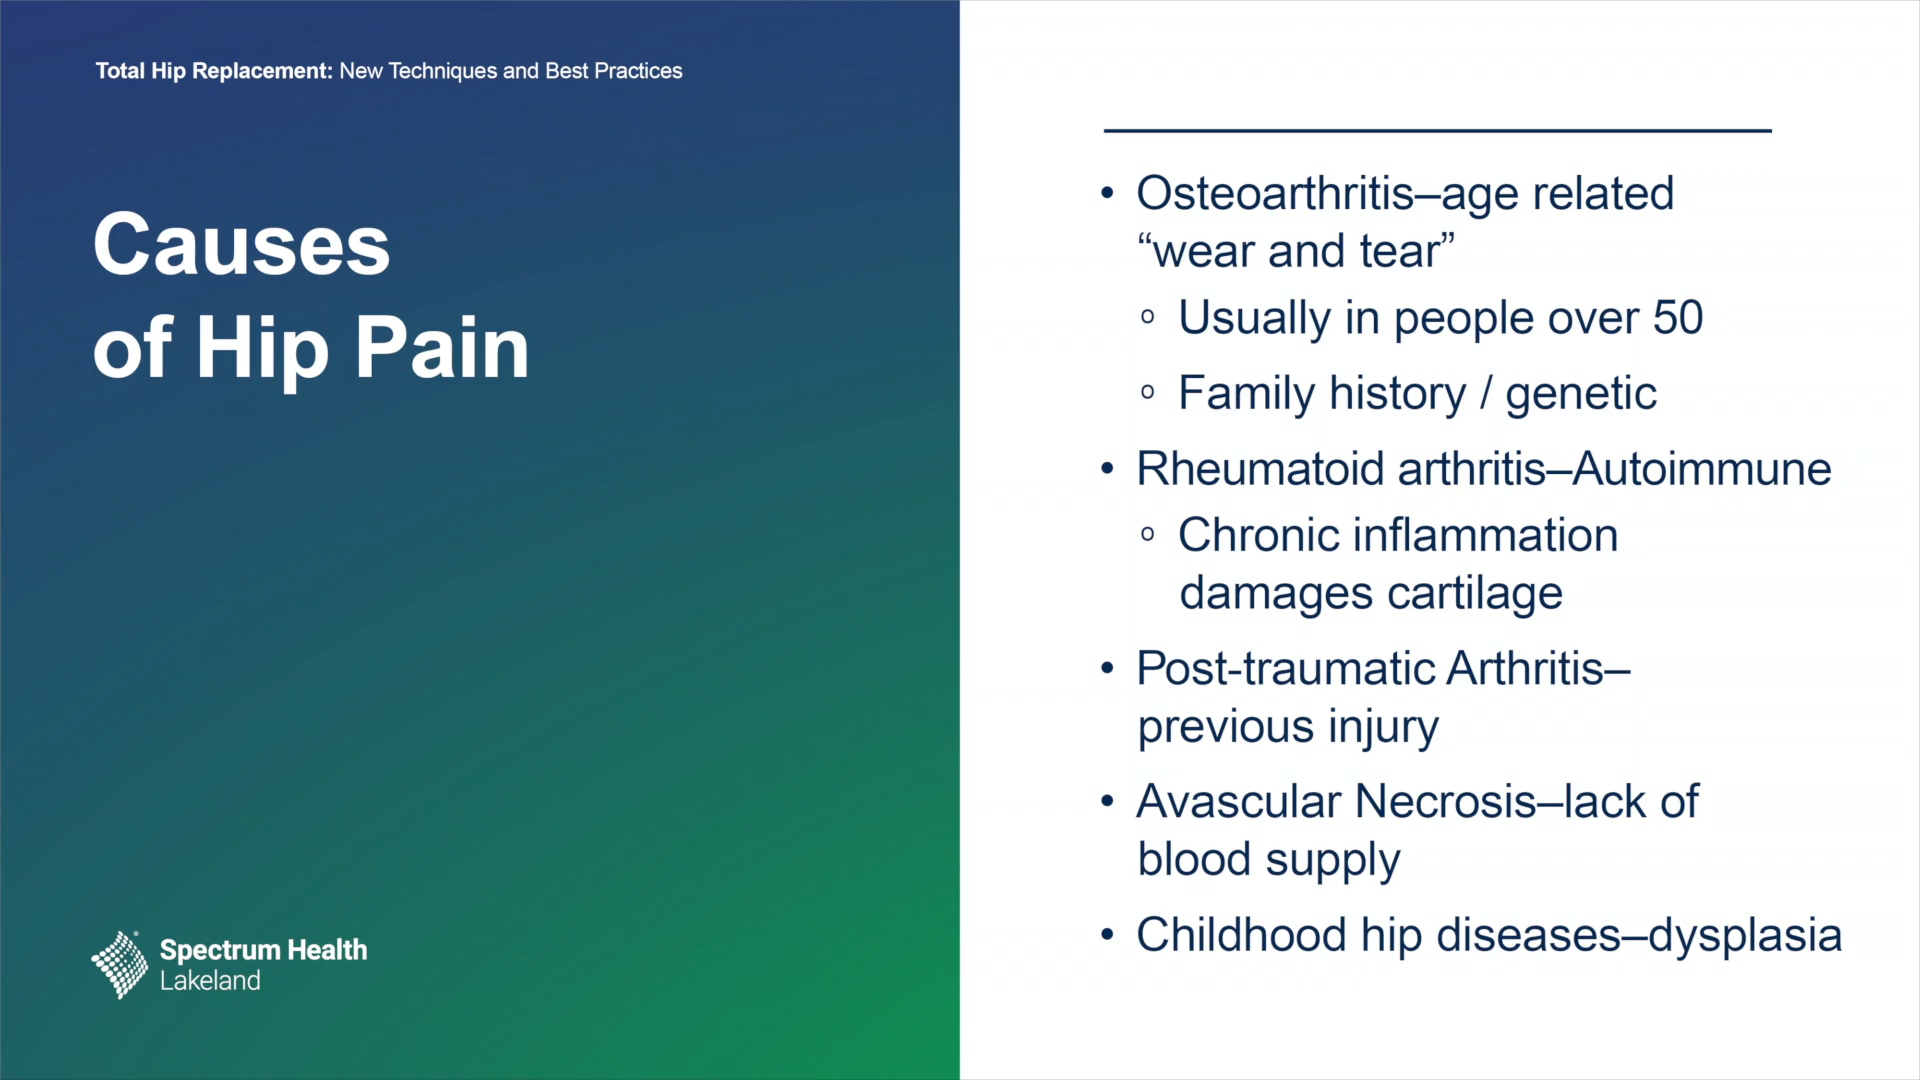 Total Hip Replacement: New Techniques and Best Practices
Causes
of Hip Pain
• Osteoarthritis–age related
“wear and tear”
o Usually in people over 50
o Family history / genetic
• Rheumatoid arthritis–Autoimmune
o Chronic inflammation
damages cartilage
• Post-traumatic Arthritis–
previous injury
• Avascular Necrosis–lack of
blood supply
• Childhood hip diseases–dysplasia
Spectrum Health
Lakeland